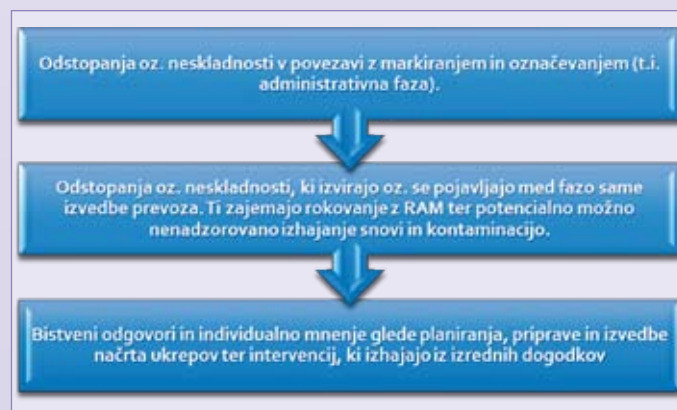 Odstopanja oz. neskladnosti v povezavi z markiranjem in označevanjem (t.i.
administrativna faza).
Odstopanja oz. neskladnosti, ki izvirajo oz. se pojavljajo med fazo same
izvedbe prevoza. Ti zajemajo rokovanje z RAM ter potencialno možno
nenadzorovano izhajanje snovi in kontaminacijo.
Bistveni odgovori in individualno mnenje glede planiranja, priprave in izvedbe
načrta ukrepov ter intervencij, ki izhajajo iz izrednih dogodkov